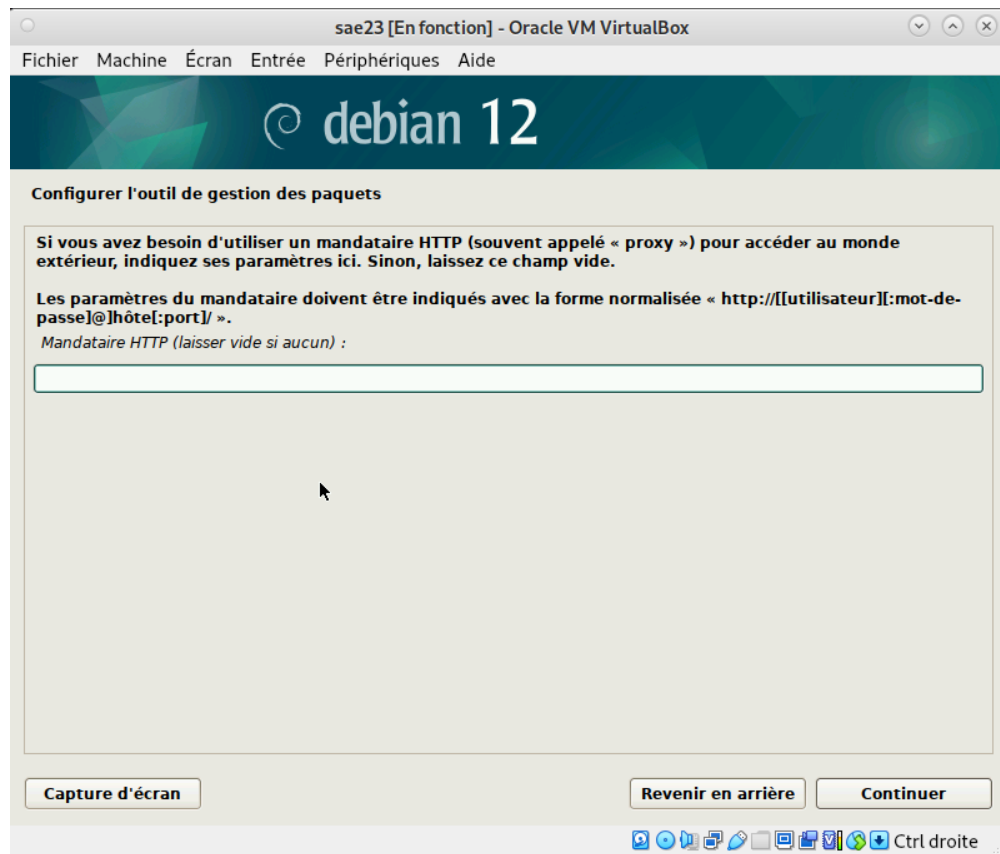 sae23 [En fonction] - Oracle VM VirtualBox
Fichier Machine Écran Entrée Périphériques Aide
debian 12
Configurer l'outil de gestion des paquets
Si vous avez besoin d'utiliser un mandataire HTTP (souvent appelé « proxy ») pour accéder au monde
extérieur, indiquez ses paramètres ici. Sinon, laissez ce champ vide.
Les paramètres du mandataire doivent être indiqués avec la forme normalisée « http://[[utilisateur][:mot-de-
passe]@]hôte[:port]/ ».
Mandataire HTTP (laisser vide si aucun) :
Capture d'écran
Revenir en arrière
Continuer
Ctrl droite